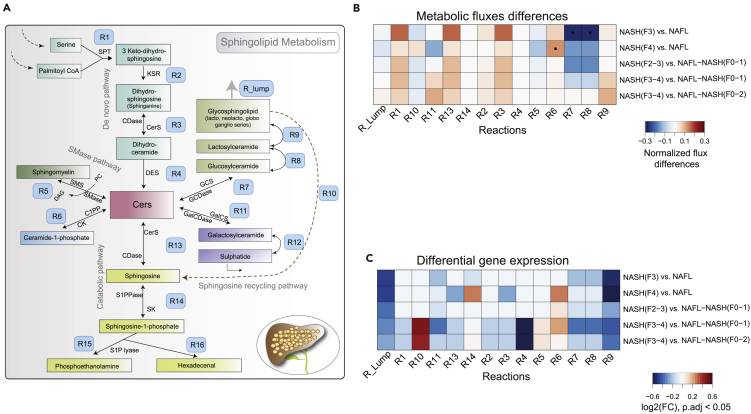 A
Sphingolipid Metabolism
Serine
Palmitoyl CoA
SPT
R1
3 Keto-dihydro-
sphingosine
KSR
R2
De novo pathway
Dihydro-
sphingosine
(Sphinganine)
CDase
CerS
R3
Dihydro-
ceramide
DES
R4
SMase pathway
Sphingomyelin
R5
SMS
SMase
PC
DAG
R6
C1PP
CK
Ceramide-1-phosphate
Cers
R_lump
Glycosphingolipid
(lacto, neolacto, globo
ganglio series)
R9
Lactosylceramide
R8
Glucosylceramide
GCS
GCDase
R7
R10
R11
GalCS
GalCDase
Galactosylceramide
R12
Sulphatide
Sphingosine recycling pathway
CerS
R13
CDase
Catabolic pathway
Sphingosine
S1PPase
R14
SK
Sphingosine-1-phosphate
R15
S1P lyase
R16
Phosphoethanolamine
Hexadecenal
B
Metabolic fluxes differences
NASH(F3) vs. NAFL
NASH(F4) vs. NAFL
NASH(F2-3) vs. NAFL-NASH(F0-1)
NASH(F3-4) vs. NAFL-NASH(F0-1)
NASH(F3-4) vs. NAFL-NASH(F0-2)
R_Lump R1 R10 R11 R13 R14 R2 R3 R4 R5 R6 R7 R8 R9
Reactions
-0.3 -0.15 0 0.15 0.3
Normalized flux
differences
C
Differential gene expression
NASH(F3) vs. NAFL
NASH(F4) vs. NAFL
NASH(F2-3) vs. NAFL-NASH(F0-1)
NASH(F3-4) vs. NAFL-NASH(F0-1)
NASH(F3-4) vs. NAFL-NASH(F0-2)
R_Lump R1 R10 R11 R13 R14 R2 R3 R4 R5 R6 R7 R8 R9
Reactions
-0.6 -0.2 0 0.2 0.6
log2(FC), p.adj < 0.05